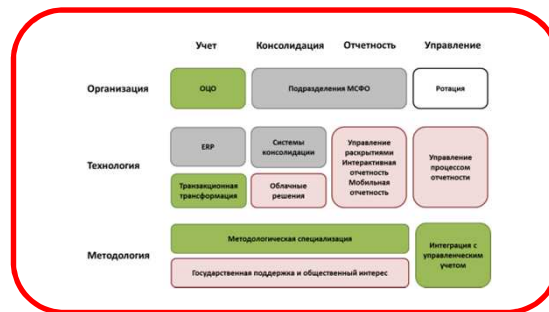 Учет Консолидация Отчетность Управление
Организация ОЦО Подразделения МСФО Ротация
Технология
ERP
Системы
консолидации
Транзакционная
трансформация
Облачные
решения
Управление
раскрытиями
Интерактивная
отчетность
Мобильная
отчетность
Управление
процессом
отчетности
Методология
Методологическая специализация
Государственная поддержка и общественный интерес
Интеграция с
управленческим
учетом